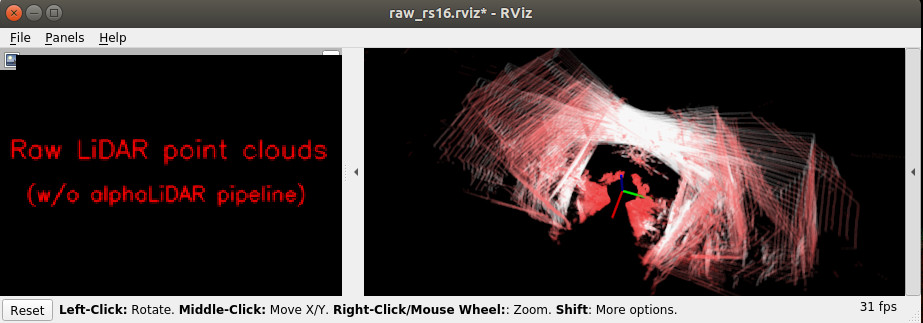 raw_rs16.rviz* - RViz
File Panels Help
Raw LiDAR point clouds
(w/o alphaLiDAR pipeline)
Reset Left-Click: Rotate. Middle-Click: Move X/Y. Right-Click/Mouse Wheel:: Zoom. Shift: More options. 31 fps